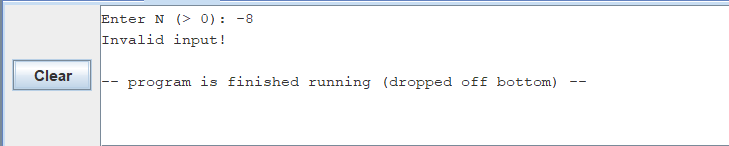 Enter N (> 0): -8
Invalid input!
Clear
-- program is finished running (dropped off bottom) --